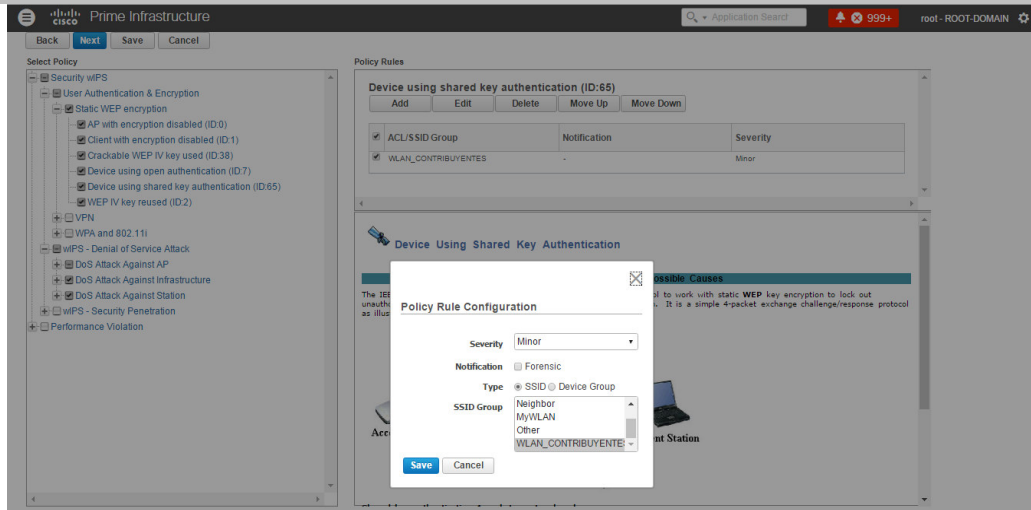 cisco Prime Infrastructure
Application Search
999+
root - ROOT-DOMAIN
Back Next Save Cancel
Select Policy
Security wIPS
User Authentication & Encryption
Static WEP encryption
AP with encryption disabled (ID:0)
Client with encryption disabled (ID:1)
Crackable WEP IV key used (ID:38)
Device using open authentication (ID:7)
Device using shared key authentication (ID:65)
WEP IV key reused (ID:2)
VPN
WPA and 802.11i
wIPS - Denial of Service Attack
DoS Attack Against AP
DoS Attack Against Infrastructure
DoS Attack Against Station
wIPS - Security Penetration
Performance Violation
Policy Rules
Device using shared key authentication (ID:65)
Add Edit Delete Move Up Move Down
ACL/SSID Group Notification Severity
WLAN_CONTRIBUYENTES - Minor
Device Using Shared Key Authentication
ossible Causes
The IEE
ol to work with static WEP key encryption to lock out
unautho
. It is a simple 4-packet exchange challenge/response protocol
as illus
Acc
nt Station
Policy Rule Configuration
Severity Minor
Notification Forensic
Type SSID Device Group
SSID Group Neighbor
MyWLAN
Other
WLAN_CONTRIBUYENTES
Save Cancel